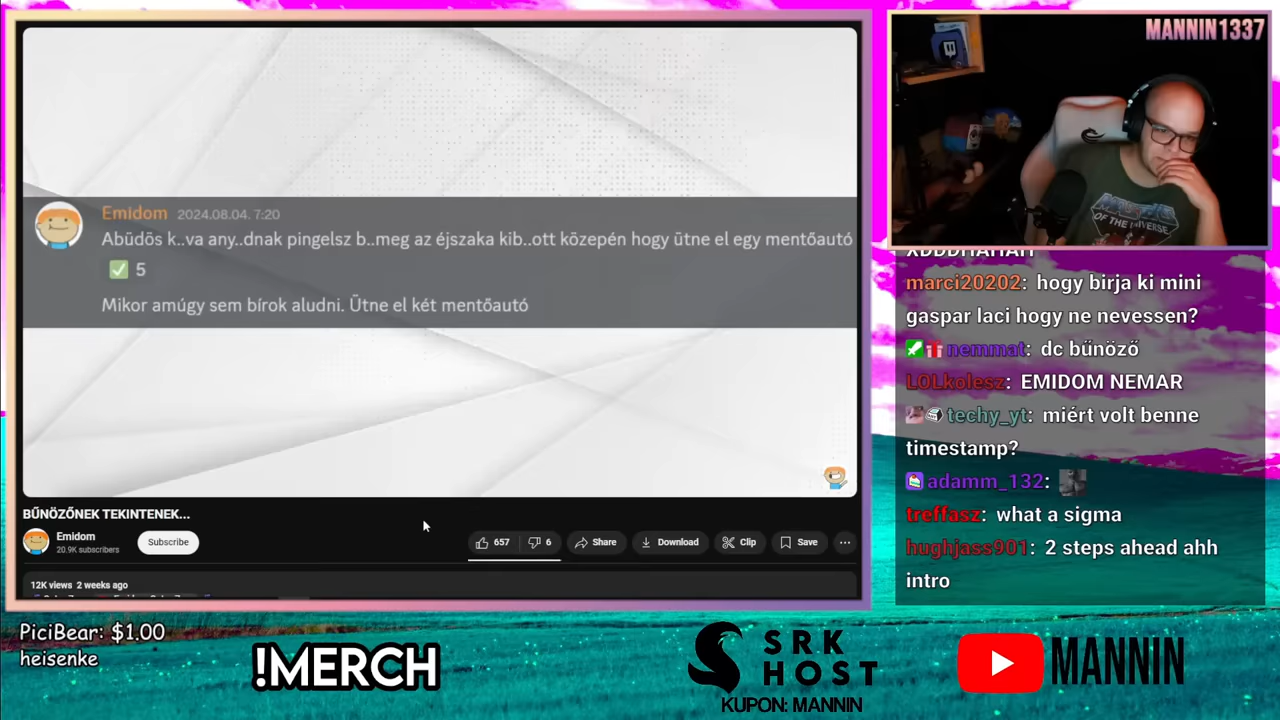 MANNIN1337
Emidom 2024.08.04. 7:20
Abüdös k..va any..dnak pingelsz b..meg az éjszaka kib..ott közepén hogy ütne el egy mentőautó
✅ 5
Mikor amúgy sem bírok aludni. Ütne el két mentőautó
BŰNÖZŐNEK TEKINTENEK...
Emidom
20.9K subscribers
Subscribe
657
6
Share
Download
Clip
Save
...
12K views 2 weeks ago
XDDDHAHAH
marci20202: hogy birja ki mini
gaspar laci hogy ne nevessen?
nemmat: dc bűnöző
LOLkolesz: EMIDOM NEMAR
techy_yt: miért volt benne
timestamp?
adamm_132:
treffasz: what a sigma
hughjass901: 2 steps ahead ahh
intro
PiciBear: $1.00
heisenke
!MERCH
SRK
HOST
KUPON: MANNIN
MANNIN
OF THE UNIVERSE